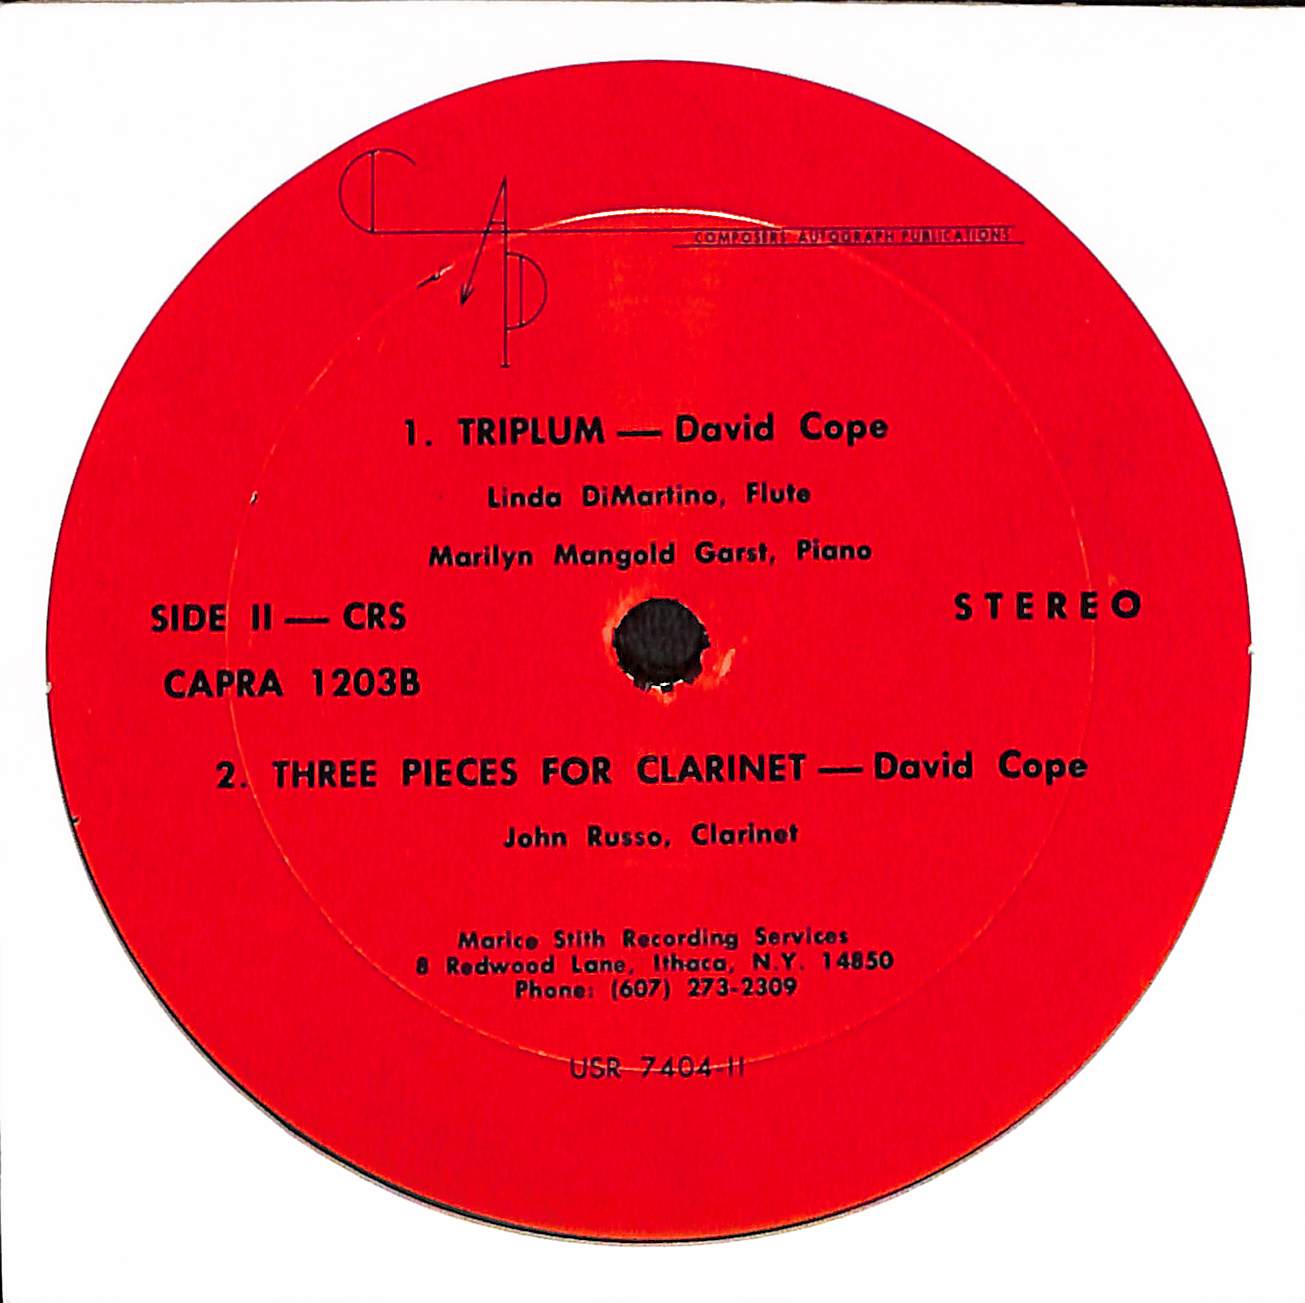 CAP
COMPOSERS' AUTOGRAPH PUBLICATIONS
1. TRIPLUM — David Cope
Linda DiMartino, Flute
Marilyn Mangold Garst, Piano
SIDE II — CRS
STEREO
CAPRA 1203B
2. THREE PIECES FOR CLARINET — David Cope
John Russo, Clarinet
Marice Stith Recording Services
8 Redwood Lane, Ithaca, N.Y. 14850
Phone: (607) 273-2309
USR 7404-II